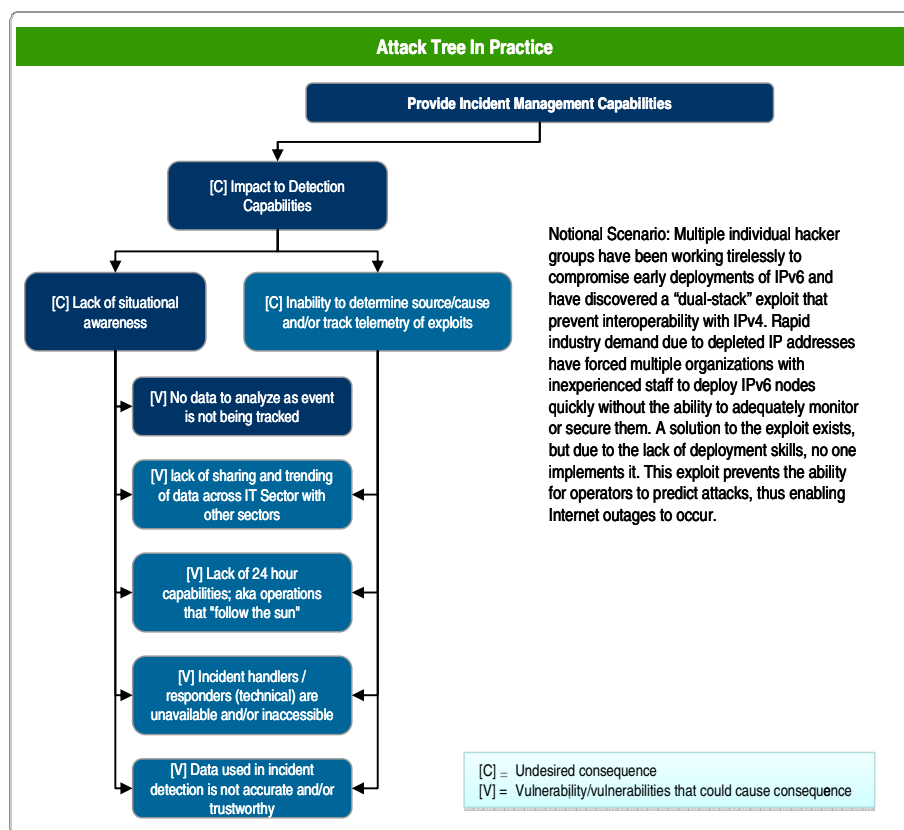 Attack Tree In Practice
Provide Incident Management Capabilities
[C] Impact to Detection
Capabilities
[C] Lack of situational
awareness
[C] Inability to determine source/cause
and/or track telemetry of exploits
[V] No data to analyze as event
is not being tracked
[V] lack of sharing and trending
of data across IT Sector with
other sectors
[V] Lack of 24 hour
capabilities; aka operations
that "follow the sun"
[V] Incident handlers /
responders (technical) are
unavailable and/or inaccessible
[V] Data used in incident
detection is not accurate and/or
trustworthy
Notional Scenario: Multiple individual hacker
groups have been working tirelessly to
compromise early deployments of IPv6 and
have discovered a “dual-stack” exploit that
prevent interoperability with IPv4. Rapid
industry demand due to depleted IP addresses
have forced multiple organizations with
inexperienced staff to deploy IPv6 nodes
quickly without the ability to adequately monitor
or secure them. A solution to the exploit exists,
but due to the lack of deployment skills, no one
implements it. This exploit prevents the ability
for operators to predict attacks, thus enabling
Internet outages to occur.
[C] = Undesired consequence
[V] = Vulnerability/vulnerabilities that could cause consequence